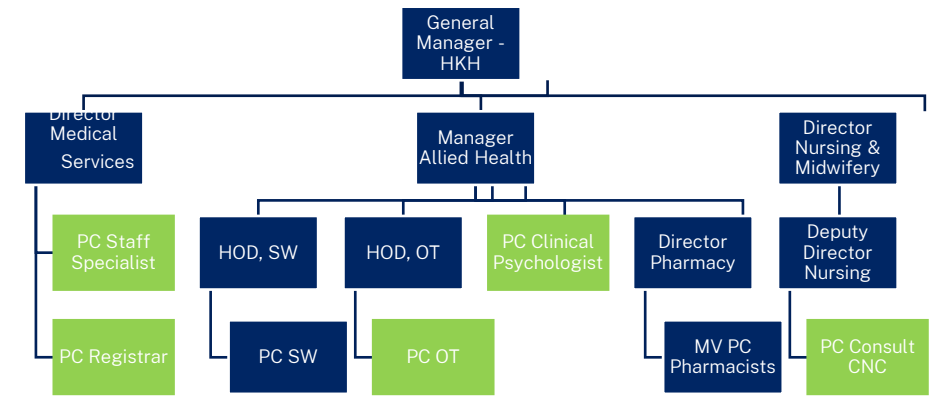 General
Manager -
HKH
Director
Medical
Services
Manager
Allied Health
Director
Nursing &
Midwifery
PC Staff
Specialist
HOD, SW
HOD, OT
PC Clinical
Psychologist
Director
Pharmacy
Deputy
Director
Nursing
PC Registrar
PC SW
PC OT
MV PC
Pharmacists
PC Consult
CNC